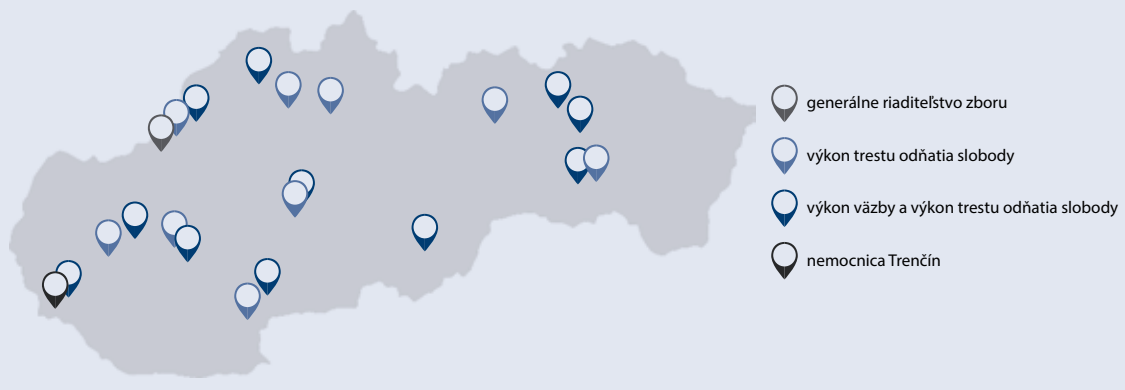 generálne riaditeľstvo zboru
výkon trestu odňatia slobody
výkon väzby a výkon trestu odňatia slobody
nemocnica Trenčín